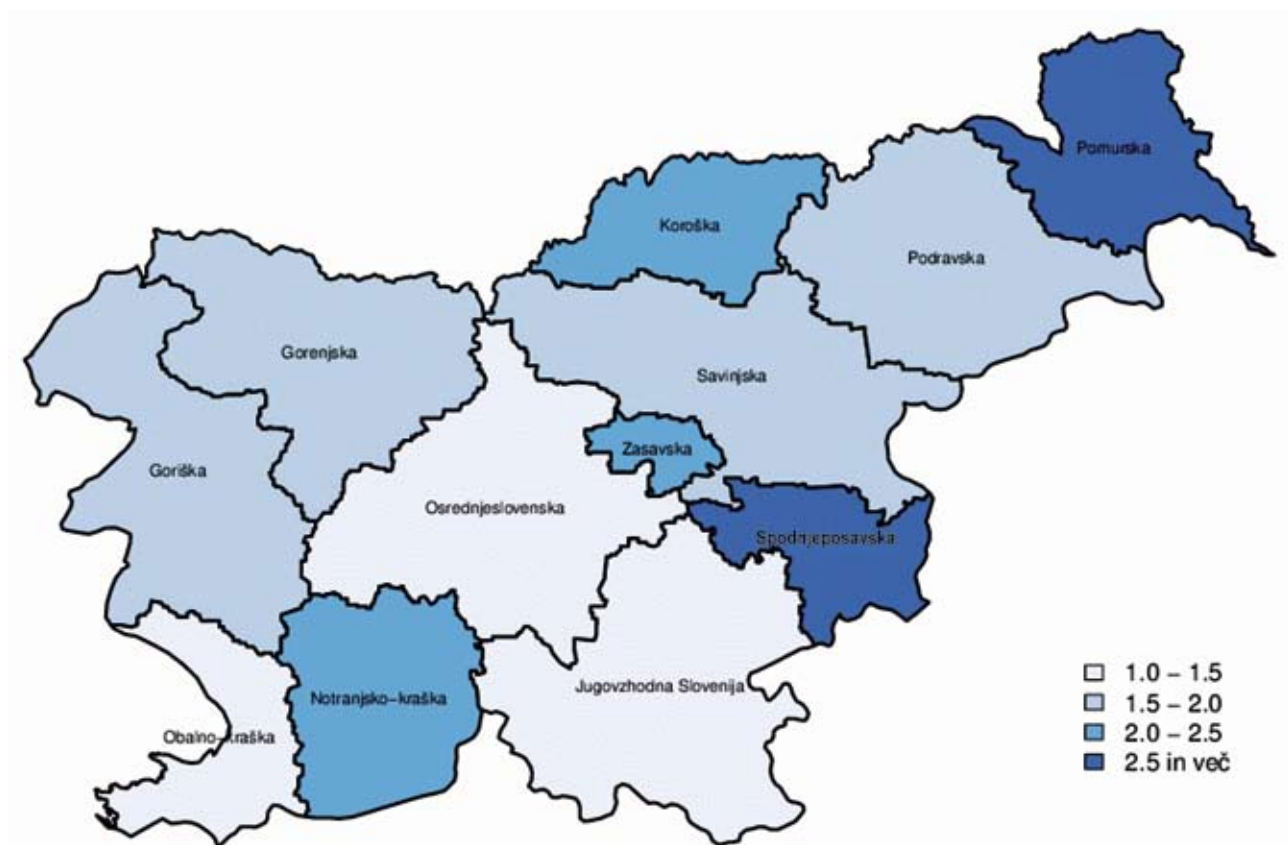 Pomurska
Koroška
Podravska
Gorenjska
Savinjska
Zasavska
Goriška
Osrednjeslovenska
Spodnjeposavska
Jugovzhodna Slovenija
Notranjsko-kraška
Obalno-kraška
1.0 – 1.5
1.5 – 2.0
2.0 – 2.5
2.5 in več